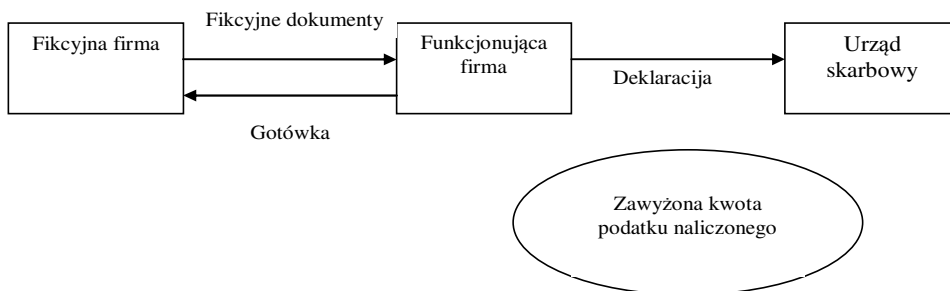 Fikcyjne dokumenty
Fikcyjna firma
Funkcjonująca
firma
Urząd
skarbowy
Deklaracija
Gotówka
Zawyżona kwota
podatku naliczonego